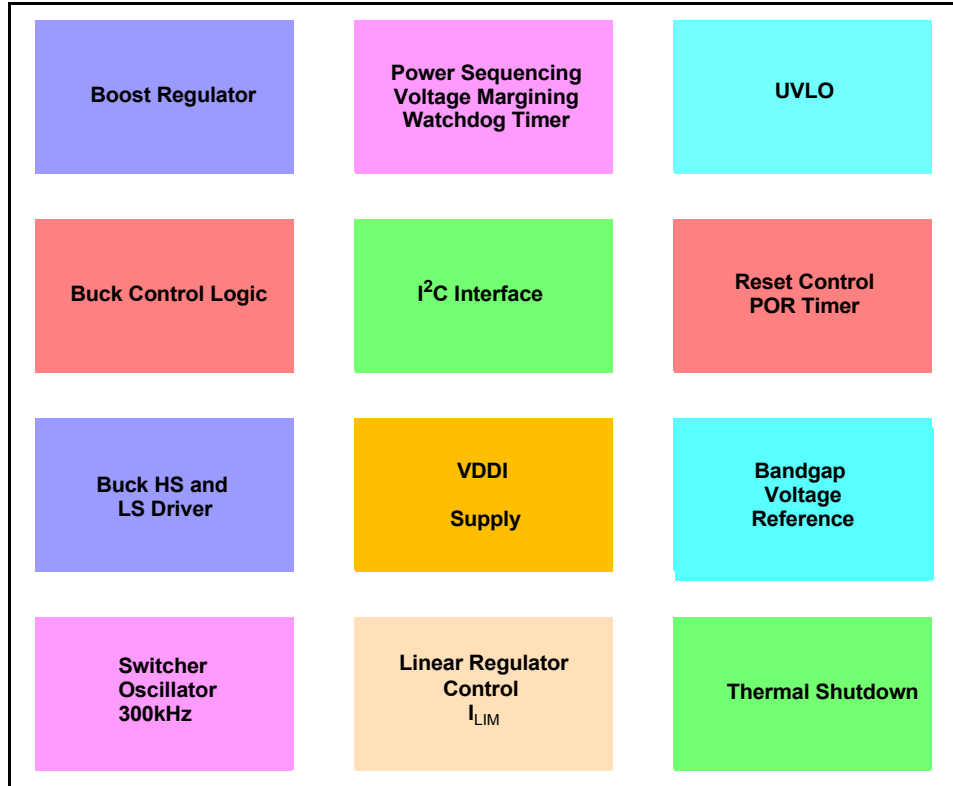 Boost Regulator
Power Sequencing
Voltage Margining
Watchdog Timer
UVLO
Buck Control Logic
I²C Interface
Reset Control
POR Timer
Buck HS and
LS Driver
VDDI
Supply
Bandgap
Voltage
Reference
Switcher
Oscillator
300kHz
Linear Regulator
Control
I_LIM
Thermal Shutdown